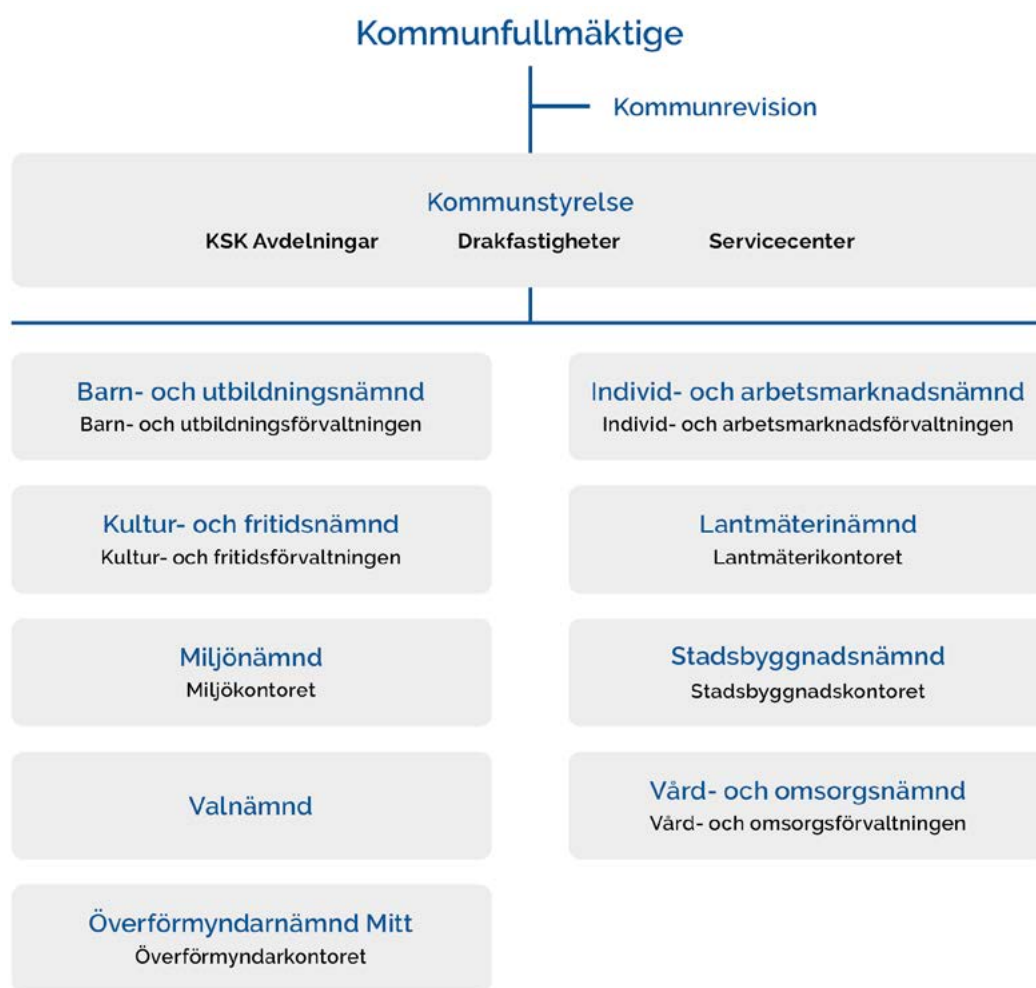 Kommunfullmäktige
Kommunrevision
Kommunstyrelse
KSK Avdelningar Drakfastigheter Servicecenter
Barn- och utbildningsnämnd
Barn- och utbildningsförvaltningen
Individ- och arbetsmarknadsnämnd
Individ- och arbetsmarknadsförvaltningen
Kultur- och fritidsnämnd
Kultur- och fritidsförvaltningen
Lantmäterinämnd
Lantmäterikontoret
Miljönämnd
Miljökontoret
Stadsbyggnadsnämnd
Stadsbyggnadskontoret
Valnämnd
Vård- och omsorgsnämnd
Vård- och omsorgsförvaltningen
Överförmyndarnämnd Mitt
Överförmyndarkontoret